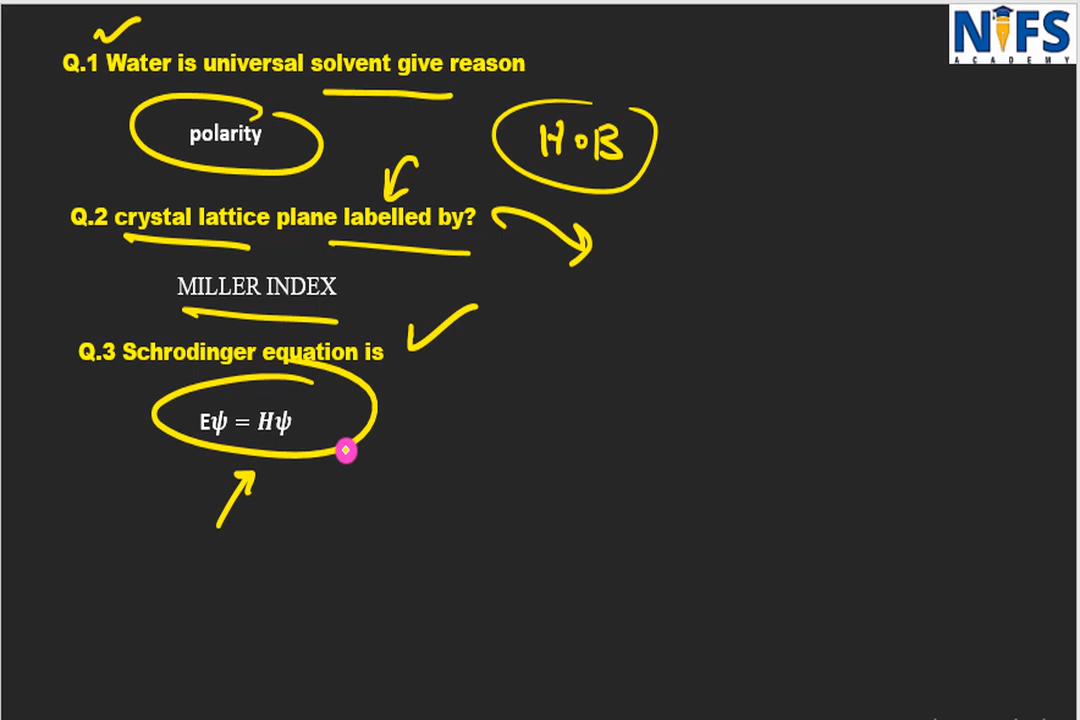 NIFS
ACADEMY
Q.1 Water is universal solvent give reason
polarity
H·B
Q.2 crystal lattice plane labelled by?
MILLER INDEX
Q.3 Schrodinger equation is
Eψ = Hψ